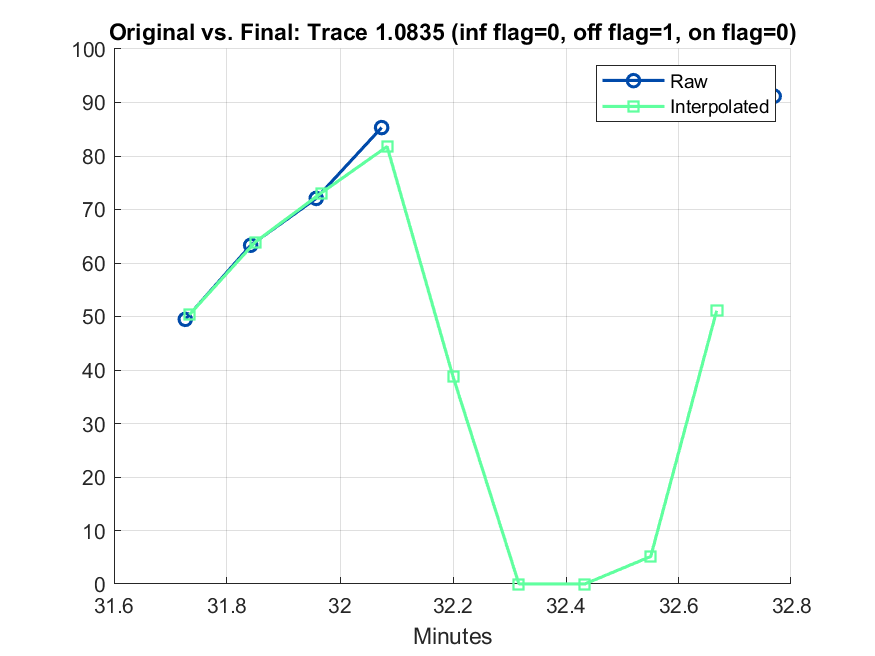 Original vs. Final: Trace 1.0835 (inf flag=0, off flag=1, on flag=0)
100
90
80
70
60
50
40
30
20
10
0
Raw
Interpolated
31.6 31.8 32 32.2 32.4 32.6 32.8
Minutes